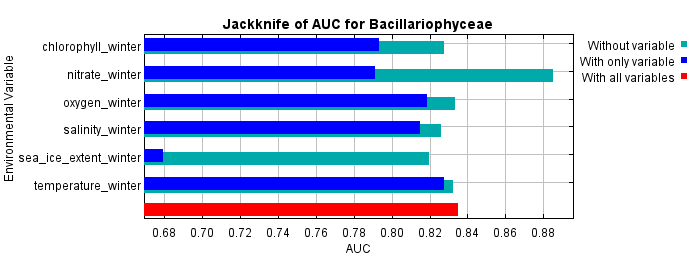 Jackknife of AUC for Bacillariophyceae
Environmental Variable
chlorophyll_winter
nitrate_winter
oxygen_winter
salinity_winter
sea_ice_extent_winter
temperature_winter
Without variable
With only variable
With all variables
0.68 0.70 0.72 0.74 0.76 0.78 0.80 0.82 0.84 0.86 0.88
AUC